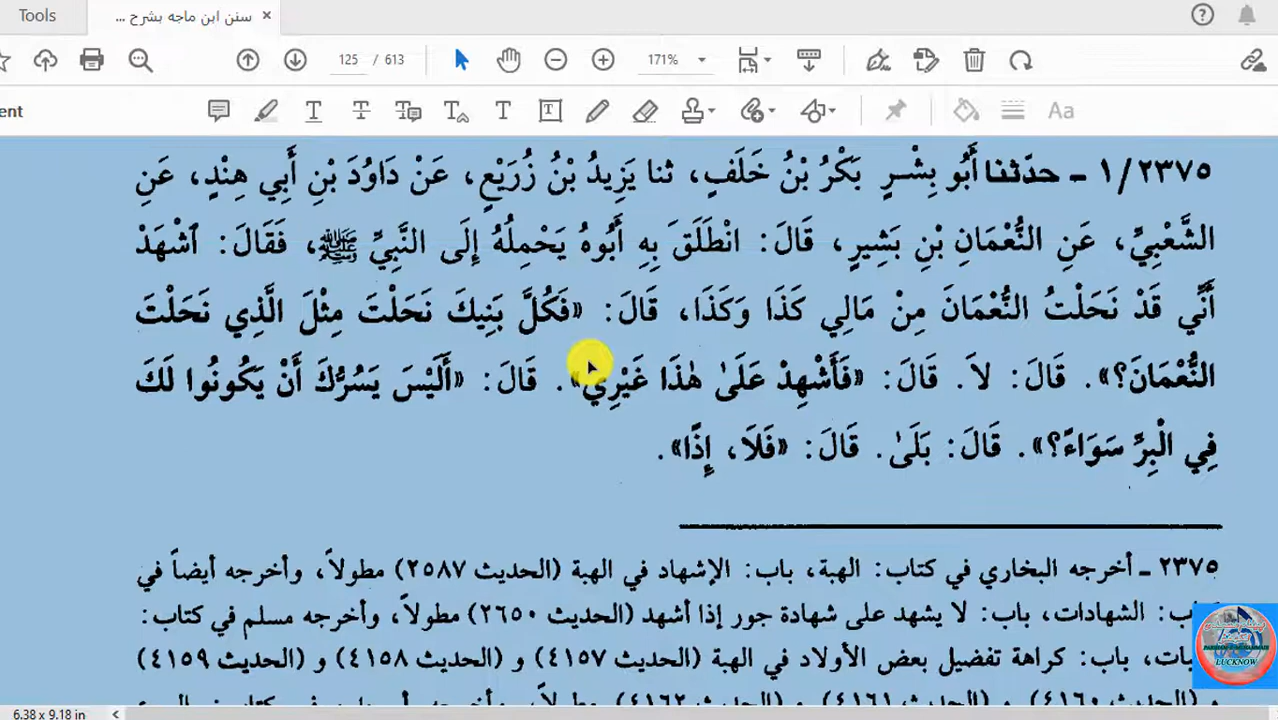 Tools
سنن ابن ماجه بشرح ...
125 / 613
171%
ent
Aa
١/٢٣٧٥ ـ حدّثنا أَبُو بِشْرٍ بَكْرُ بْنُ خَلَفٍ، ثنا يَزِيدُ بْنُ زُرَيْعٍ، عَنْ دَاوُدَ بْنِ أَبِي هِنْدٍ، عَنِ
الشَّعْبِيِّ، عَنِ النُّعْمَانِ بْنِ بَشِيرٍ، قَالَ: انْطَلَقَ بِهِ أَبُوهُ يَحْمِلُهُ إِلَى النَّبِيِّ ﷺ، فَقَالَ: ٱشْهَدْ
أَنِّي قَدْ نَحَلْتُ النُّعْمَانَ مِنْ مَالِي كَذَا وَكَذَا، قَالَ: «فَكُلَّ بَنِيكَ نَحَلْتَ مِثْلَ الَّذِي نَحَلْتَ
النُّعْمَانَ؟». قَالَ: لاَ. قَالَ: «فَأَشْهِدْ عَلَىٰ هٰذَا غَيْرِي». قَالَ: «أَلَيْسَ يَسُرُّكَ أَنْ يَكُونُوا لَكَ
فِي الْبِرِّ سَوَاءً؟». قَالَ: بَلَىٰ. قَالَ: «فَلاَ، إِذًا».
٢٣٧٥ ـ أخرجه البخاري في كتاب: الهبة، باب: الإشهاد في الهبة (الحديث ٢٥٨٧) مطولاً، وأخرجه أيضاً في
الشهادات، باب: لا يشهد على شهادة جور إذا أشهد (الحديث ٢٦٥٠) مطولاً، وأخرجه مسلم في كتاب:
باب: كراهة تفضيل بعض الأولاد في الهبة (الحديث ٤١٥٧) و (الحديث ٤١٥٨) و (الحديث ٤١٥٩)
LUCKNOW
6.38 x 9.18 in